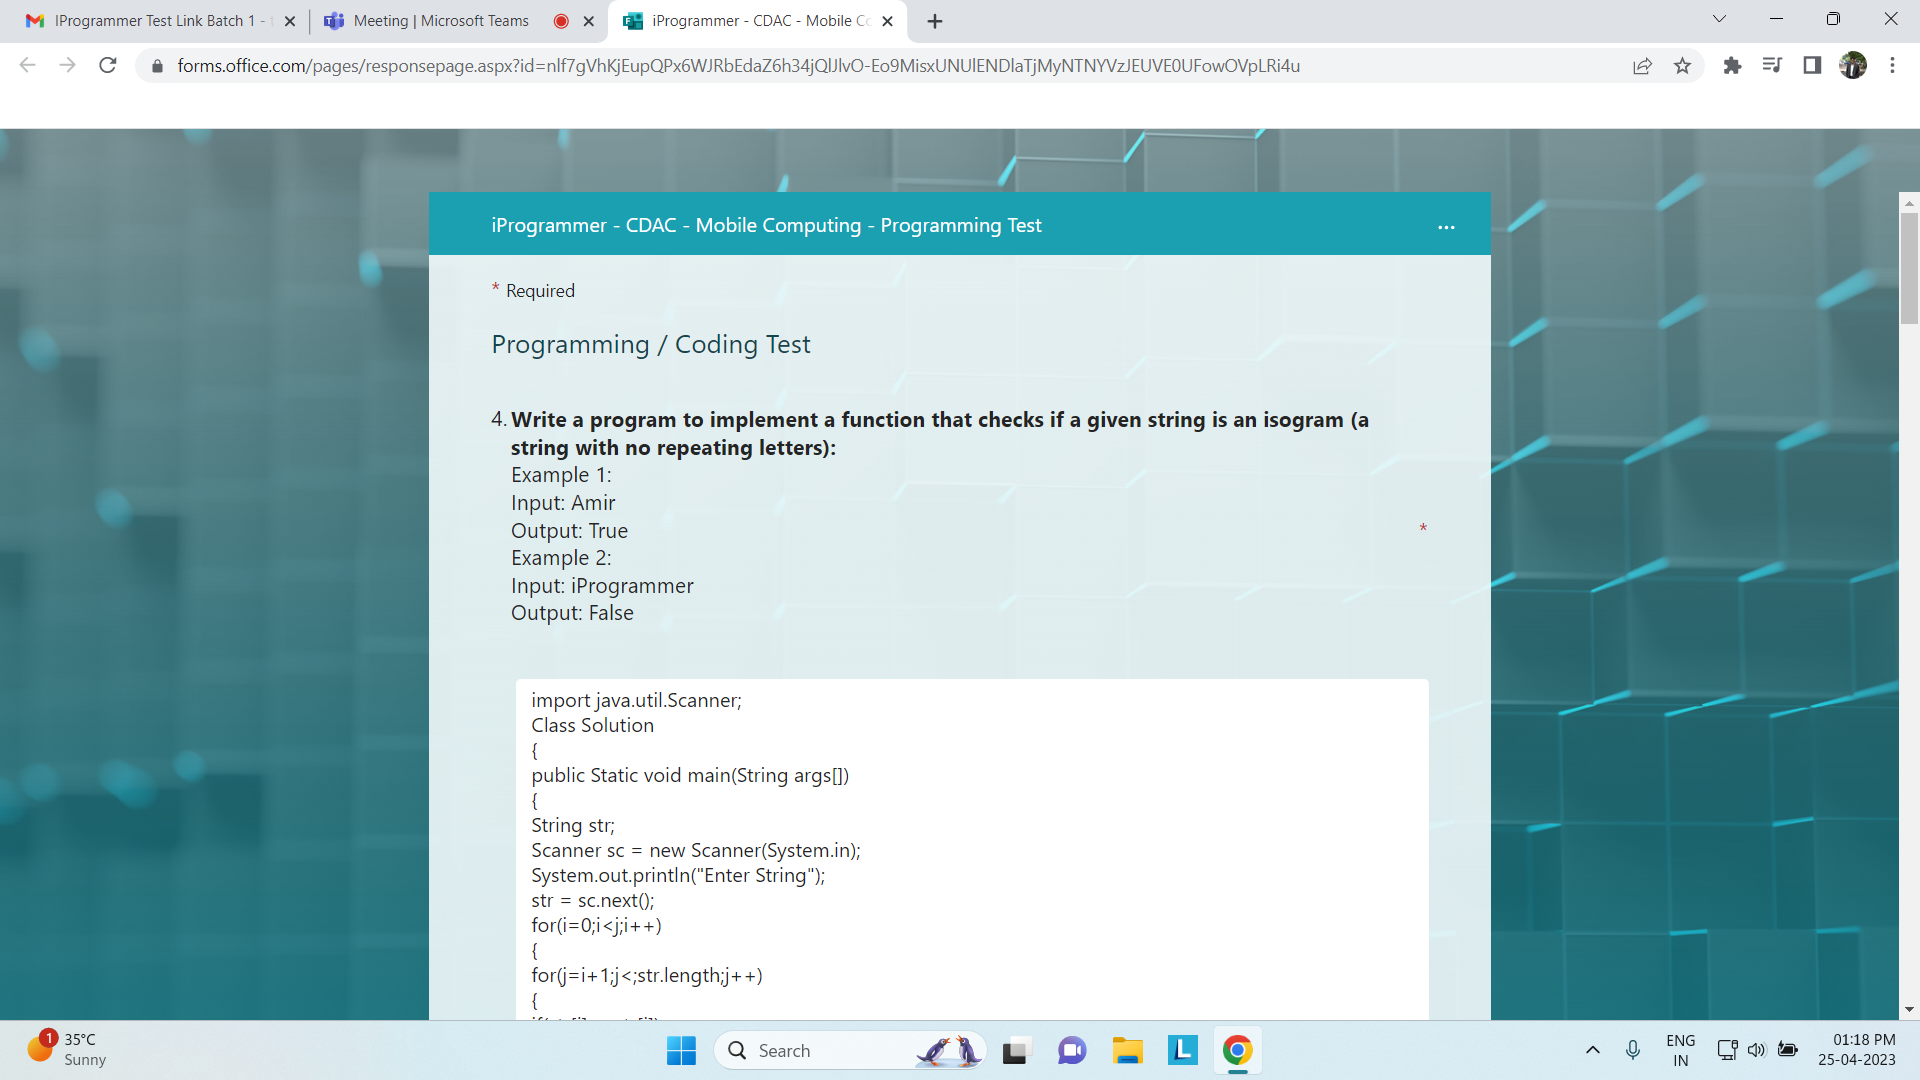 IProgrammer Test Link Batch 1 -
Meeting | Microsoft Teams
iProgrammer - CDAC - Mobile Co
forms.office.com/pages/responsepage.aspx?id=nlf7gVhKjEupQPx6WJRbEdaZ6h34jQlJlvO-Eo9MisxUNUlENDlaTjMyNTNYVzJEUVE0UFowOVpLRi4u
iProgrammer - CDAC - Mobile Computing - Programming Test
...
* Required
Programming / Coding Test
4. Write a program to implement a function that checks if a given string is an isogram (a
string with no repeating letters):
Example 1:
Input: Amir
Output: True
*
Example 2:
Input: iProgrammer
Output: False
import java.util.Scanner;
Class Solution
{
public Static void main(String args[])
{
String str;
Scanner sc = new Scanner(System.in);
System.out.println("Enter String");
str = sc.next();
for(i=0;i<j;i++)
{
for(j=i+1;j<;str.length;j++)
{
1
35°C
Sunny
Search
L
ENG
IN
01:18 PM
25-04-2023